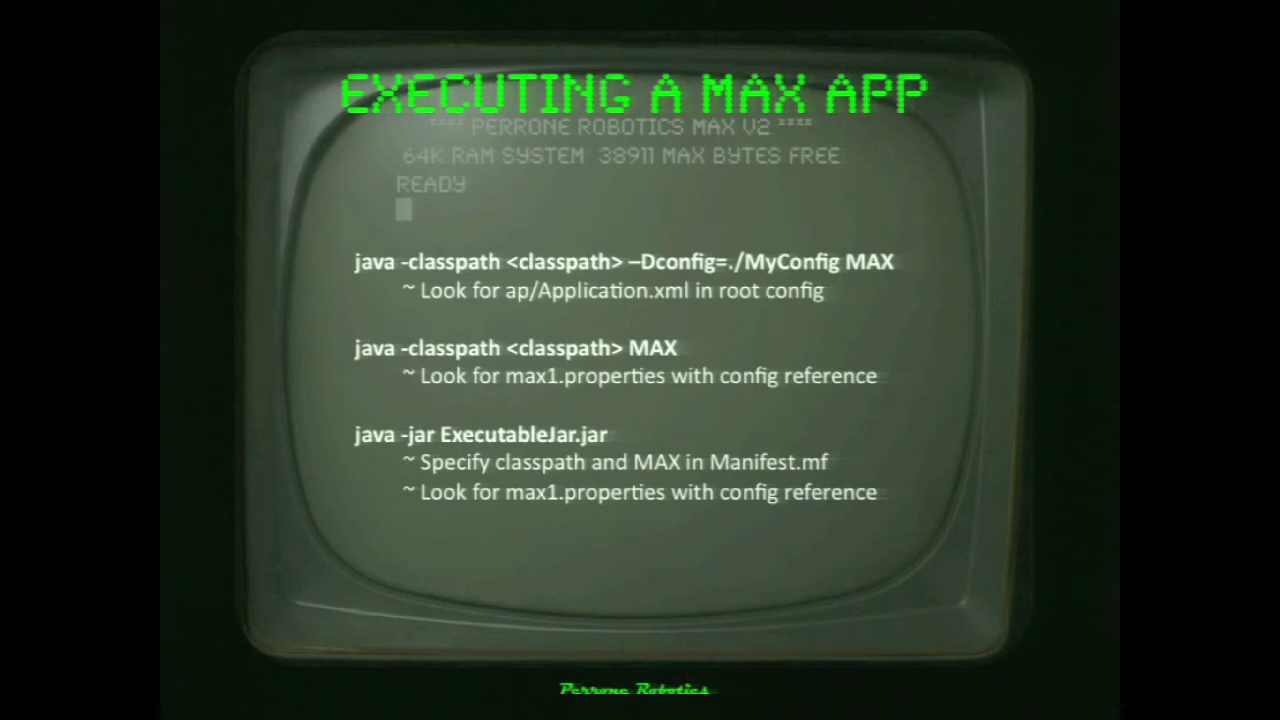 EXECUTING A MAX APP
**** PERRONE ROBOTICS MAX V2 ****
64K RAM SYSTEM 38911 MAX BYTES FREE
READY
java -classpath <classpath> –Dconfig=./MyConfig MAX
~ Look for ap/Application.xml in root config
java -classpath <classpath> MAX
~ Look for max1.properties with config reference
java -jar ExecutableJar.jar
~ Specify classpath and MAX in Manifest.mf
~ Look for max1.properties with config reference
Perrone Robotics